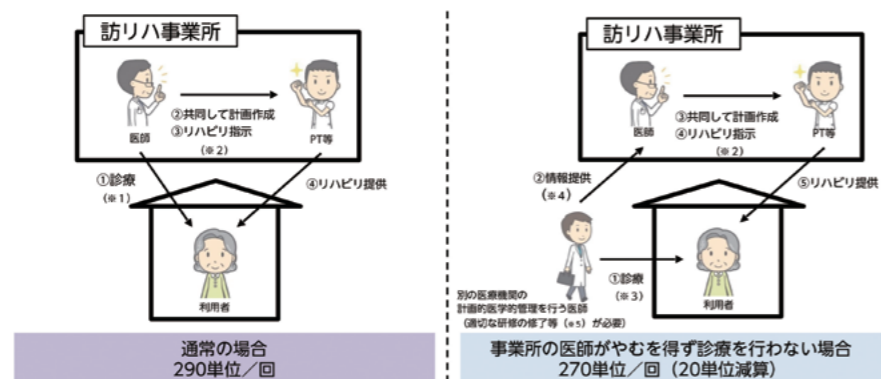 訪リハ事業所
医師
②共同して計画作成
③リハビリ指示
(※2)
PT等
①診療
(※1)
④リハビリ提供
利用者
通常の場合
290単位／回
訪リハ事業所
医師
③共同して計画作成
④リハビリ指示
(※2)
PT等
②情報提供
(※4)
⑤リハビリ提供
①診療
(※3)
別の医療機関の
計画的医学的管理を行う医師
(適切な研修の修了等(※5)が必要)
利用者
事業所の医師がやむを得ず診療を行わない場合
270単位／回（20単位減算）